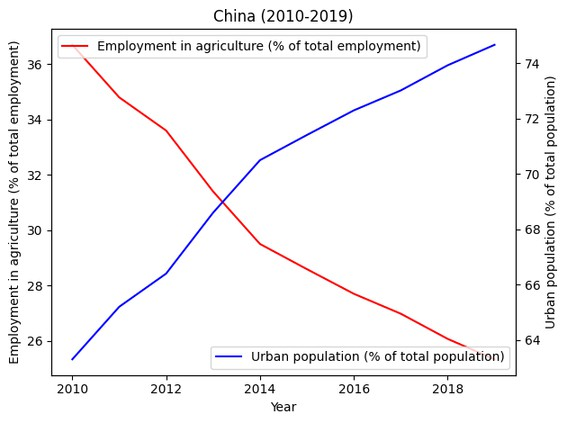 China (2010-2019)
Employment in agriculture (% of total employment)
Employment in agriculture (% of total employment)
36
34
32
30
28
26
74
72
70
68
66
64
Urban population (% of total population)
Urban population (% of total population)
2010 2012 2014 2016 2018
Year